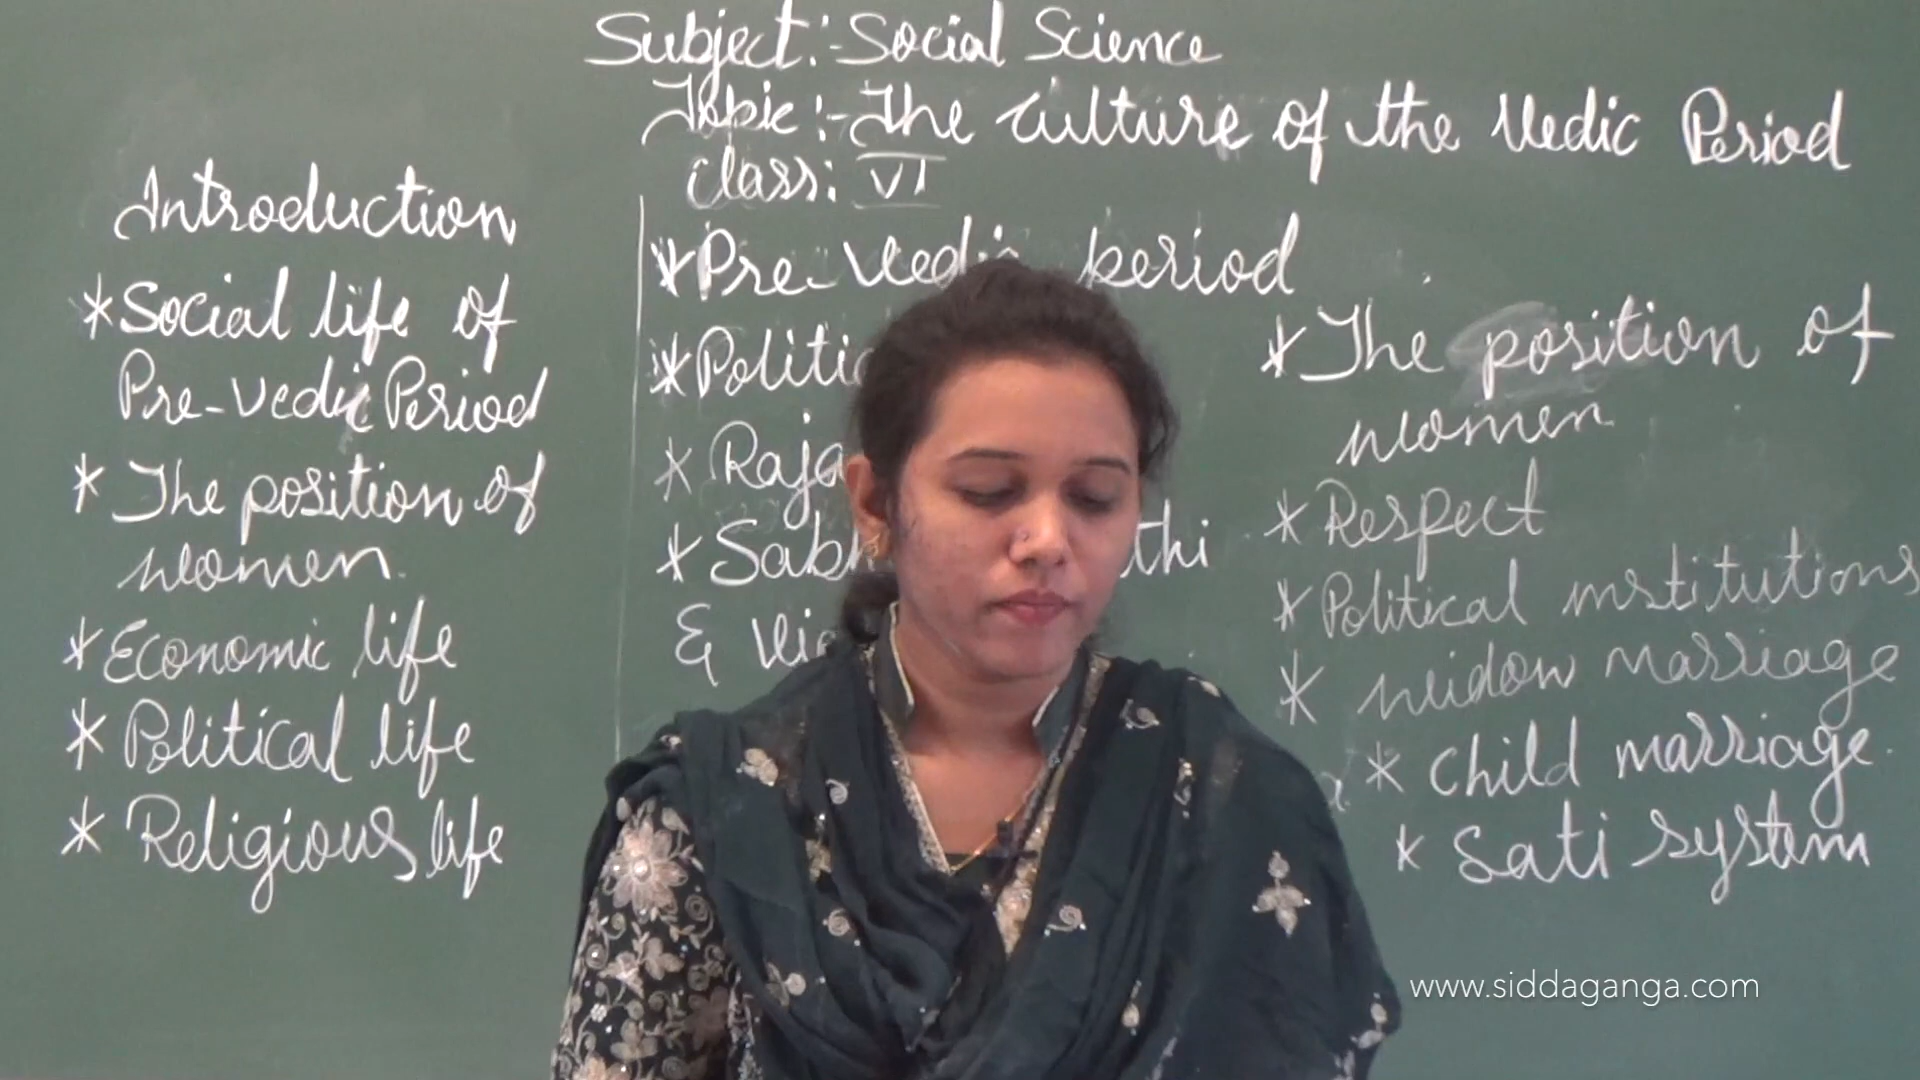 Subject:-Social Science
Topic:-The culture of the Vedic Period
Class: VI
Introduction
*Social life of
Pre-vedic Period
* The position of
women.
*Economic life
* Political life
* Religious life
*Pre-Vedic period
*Politic
* Raja
* Sabh thi
& Vi
*The position of
women.
* Respect
* Political institutions
* widow marriage
* Child marriage.
* Sati system
www.siddaganga.com